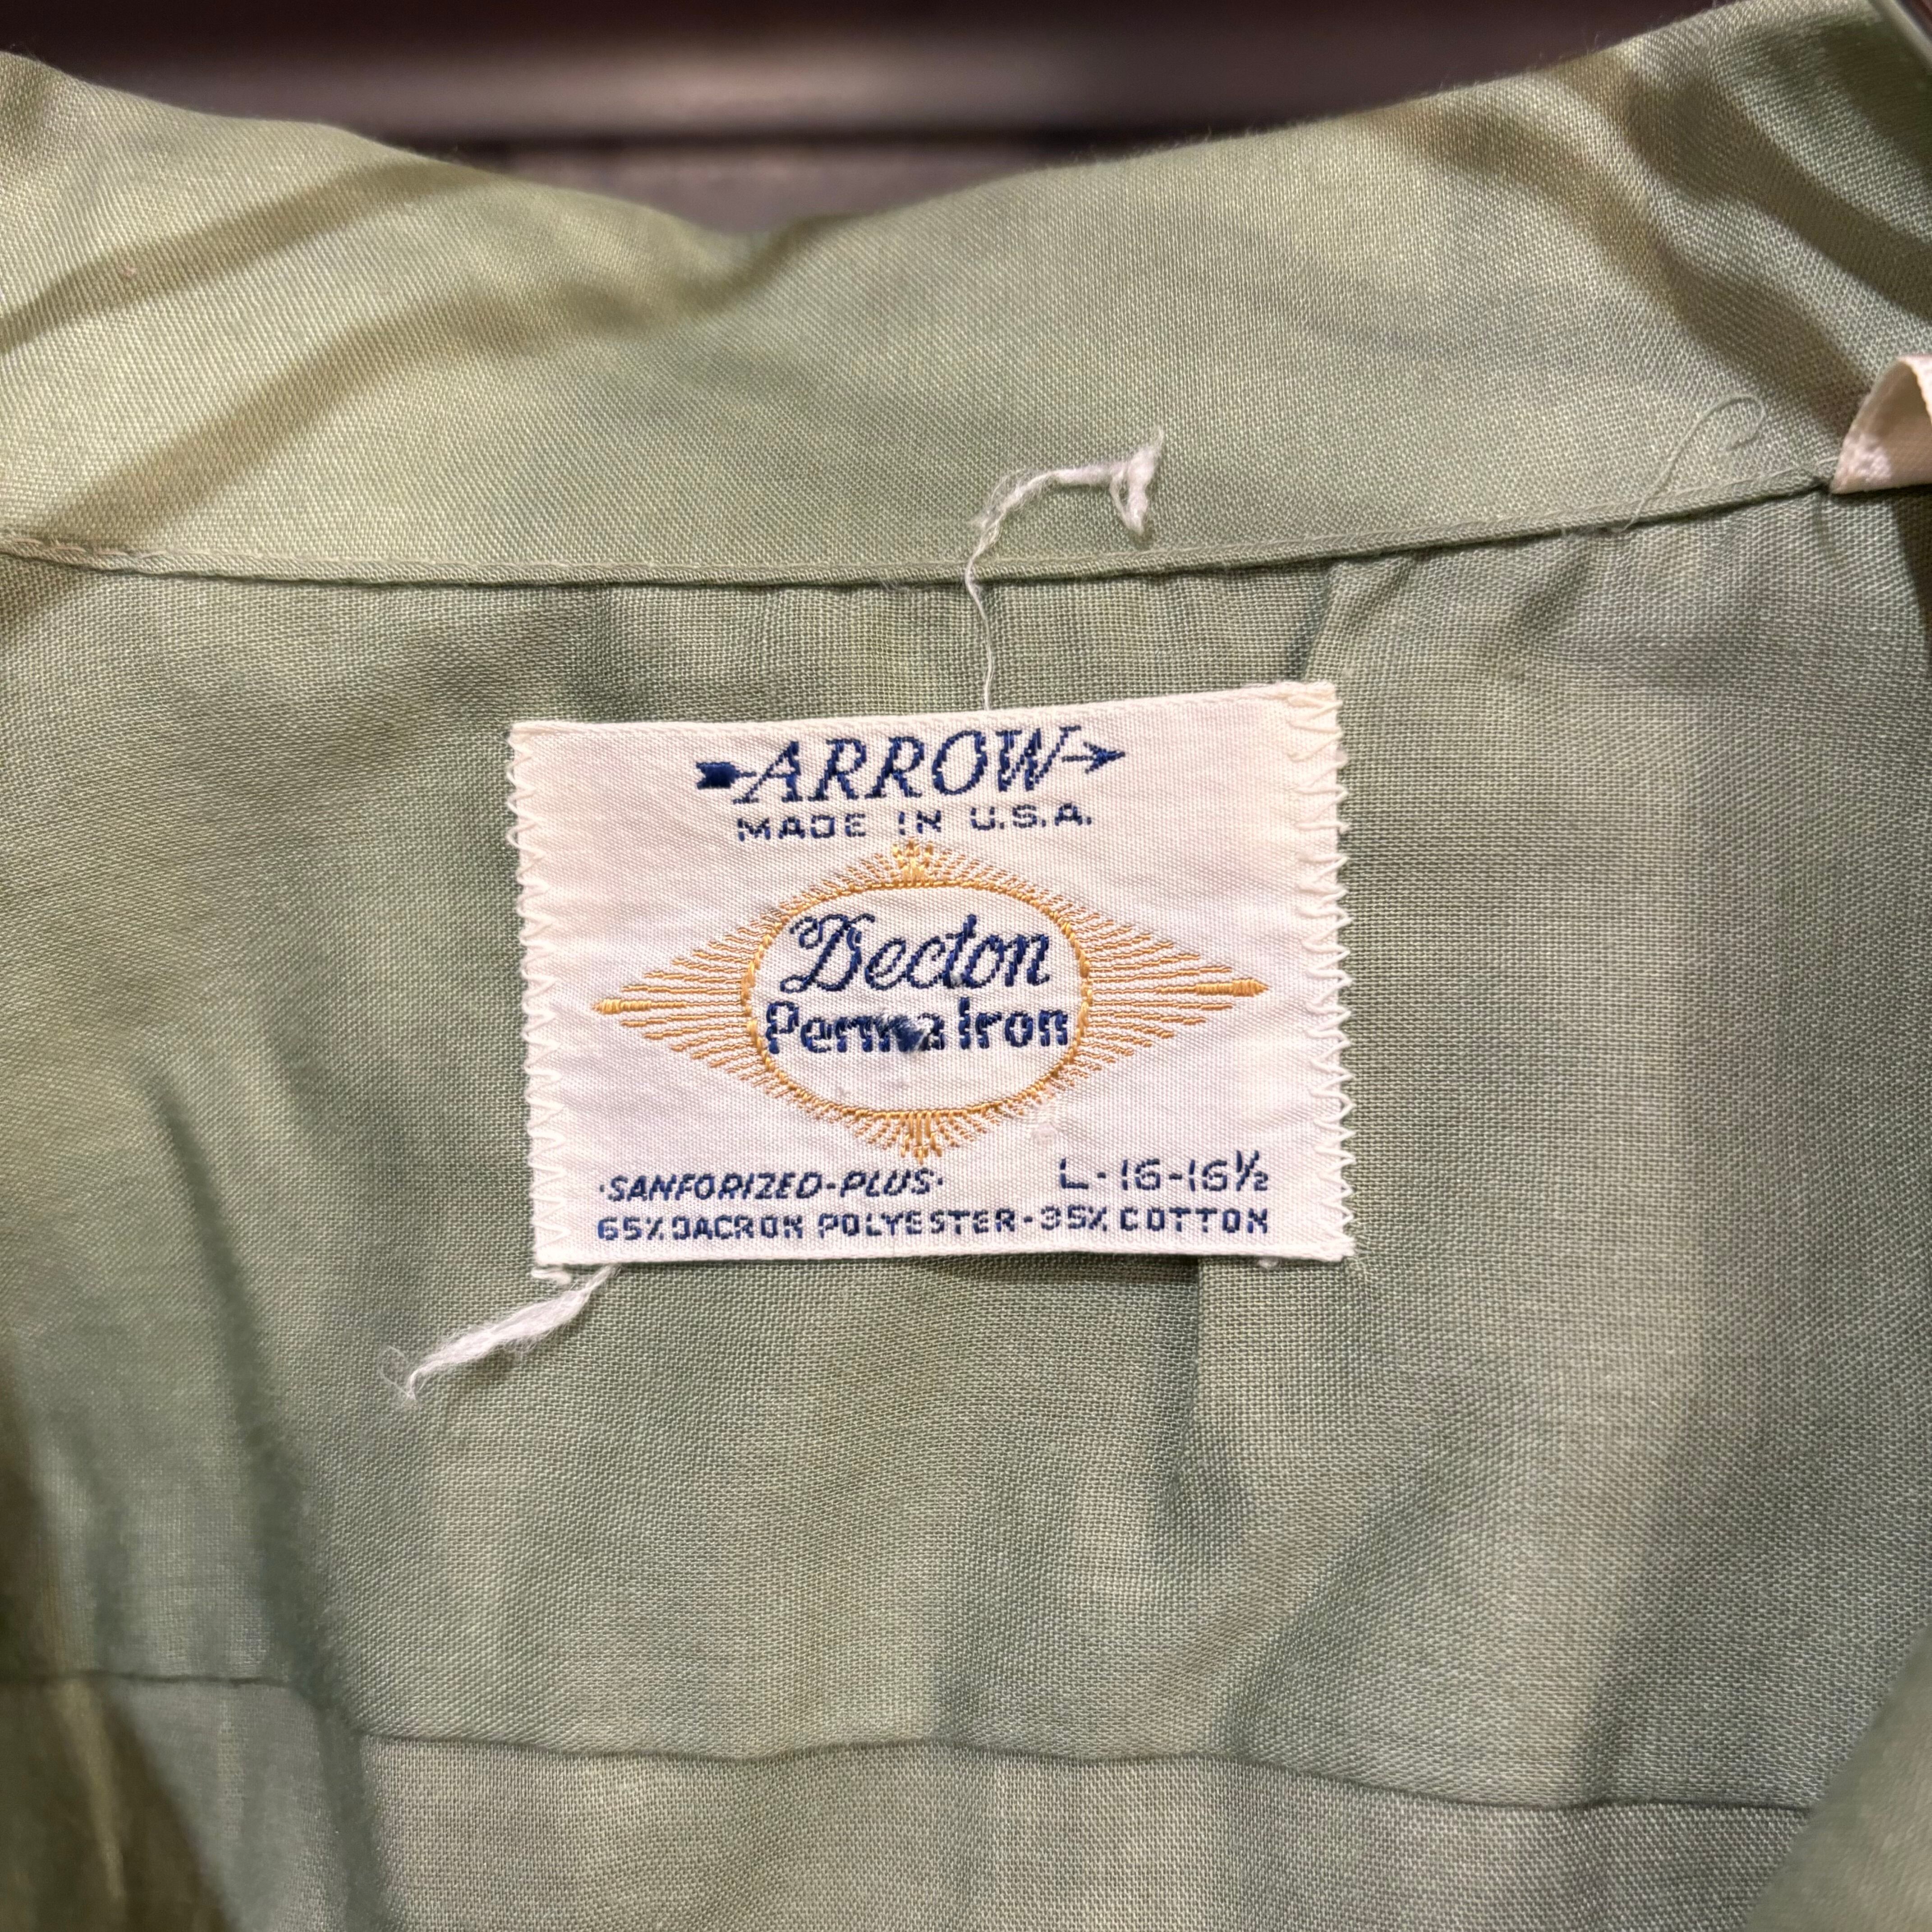 ARROW
MADE IN U.S.A.
Decton
Perma Iron
·SANFORIZED-PLUS· L·16-16½
65% DACRON POLYESTER-35% COTTON